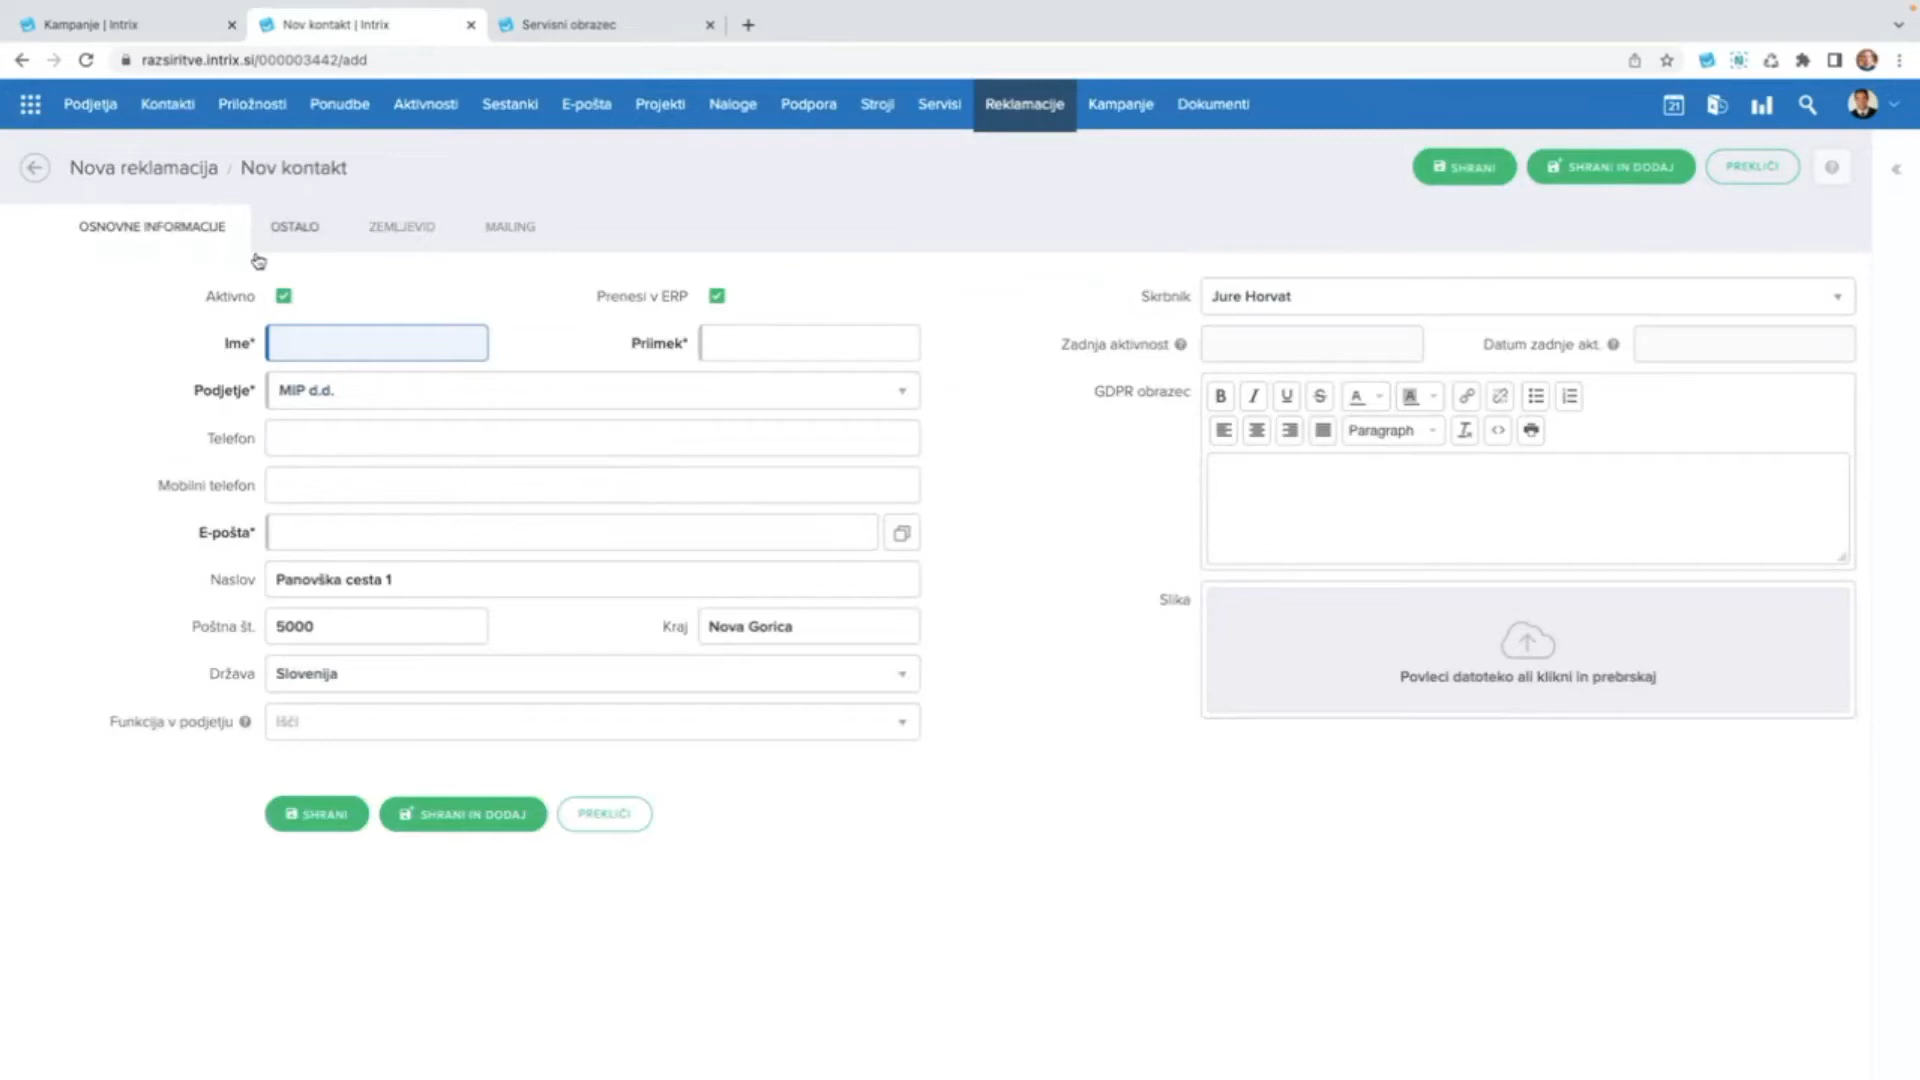 Kampanje | Intrix
Nov kontakt | Intrix
Servisni obrazec
razsiritve.intrix.si/000003442/add
Podjetja Kontakti Priložnosti Ponudbe Aktivnosti Sestanki E-pošta Projekti Naloge Podpora Stroji Servisi Reklamacije Kampanje Dokumenti
21
Nova reklamacija / Nov kontakt
SHRANI SHRANI IN DODAJ PREKLIČI
OSNOVNE INFORMACIJE OSTALO ZEMLJEVID MAILING
Aktivno Prenesi v ERP
Ime* Priimek*
Podjetje* MIP d.d.
Telefon
Mobilni telefon
E-pošta*
Naslov Panovška cesta 1
Poštna št. 5000 Kraj Nova Gorica
Država Slovenija
Funkcija v podjetju Išči
SHRANI SHRANI IN DODAJ PREKLIČI
Skrbnik Jure Horvat
Zadnja aktivnost Datum zadnje akt.
GDPR obrazec B I U S A A
Paragraph
Slika
Povleci datoteko ali klikni in prebrskaj